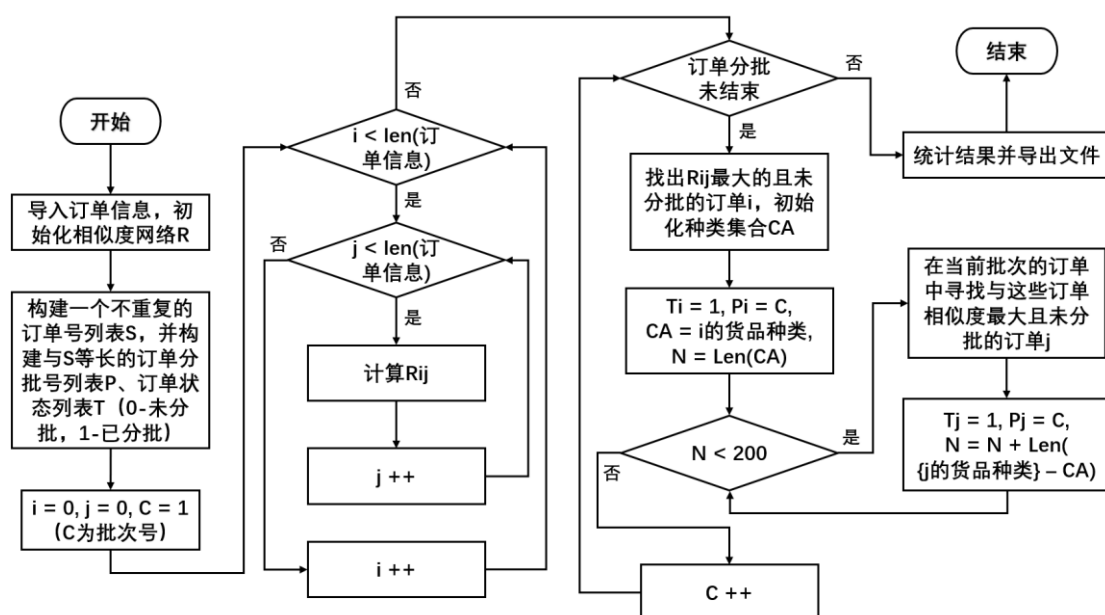 开始
导入订单信息，初
始化相似度网络R
构建一个不重复的
订单号列表S，并构
建与S等长的订单分
批号列表P、订单状
态列表T（0-未分
批，1-已分批）
i = 0, j = 0, C = 1
（C为批次号）
i < len(订
单信息)
否
是
j < len(订
单信息)
否
是
计算Rij
j ++
i ++
订单分批
未结束
否
是
找出Rij最大的且未
分批的订单i，初始
化种类集合CA
Ti = 1, Pi = C,
CA = i的货品种类,
N = Len(CA)
N < 200
否
是
C ++
在当前批次的订单
中寻找与这些订单
相似度最大且未分
批的订单j
Tj = 1, Pj = C,
N = N + Len(
{j的货品种类} – CA)
统计结果并导出文件
结束